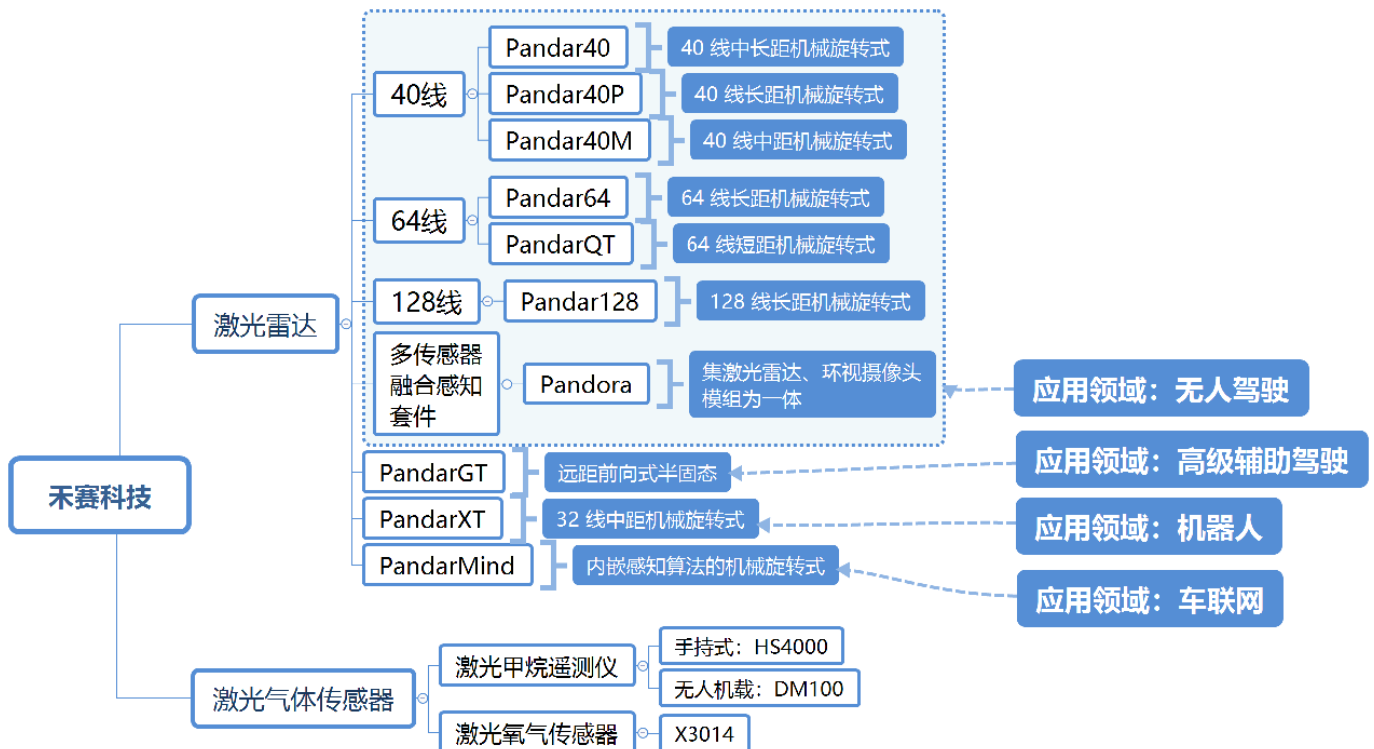 禾赛科技
激光雷达
40线
Pandar40
40 线中长距机械旋转式
Pandar40P
40 线长距机械旋转式
Pandar40M
40 线中距机械旋转式
64线
Pandar64
64 线长距机械旋转式
PandarQT
64 线短距机械旋转式
128线
Pandar128
128 线长距机械旋转式
多传感器
融合感知
套件
Pandora
集激光雷达、环视摄像头
模组为一体
应用领域：无人驾驶
PandarGT
远距前向式半固态
应用领域：高级辅助驾驶
PandarXT
32 线中距机械旋转式
应用领域：机器人
PandarMind
内嵌感知算法的机械旋转式
应用领域：车联网
激光气体传感器
激光甲烷遥测仪
手持式：HS4000
无人机载：DM100
激光氧气传感器
X3014